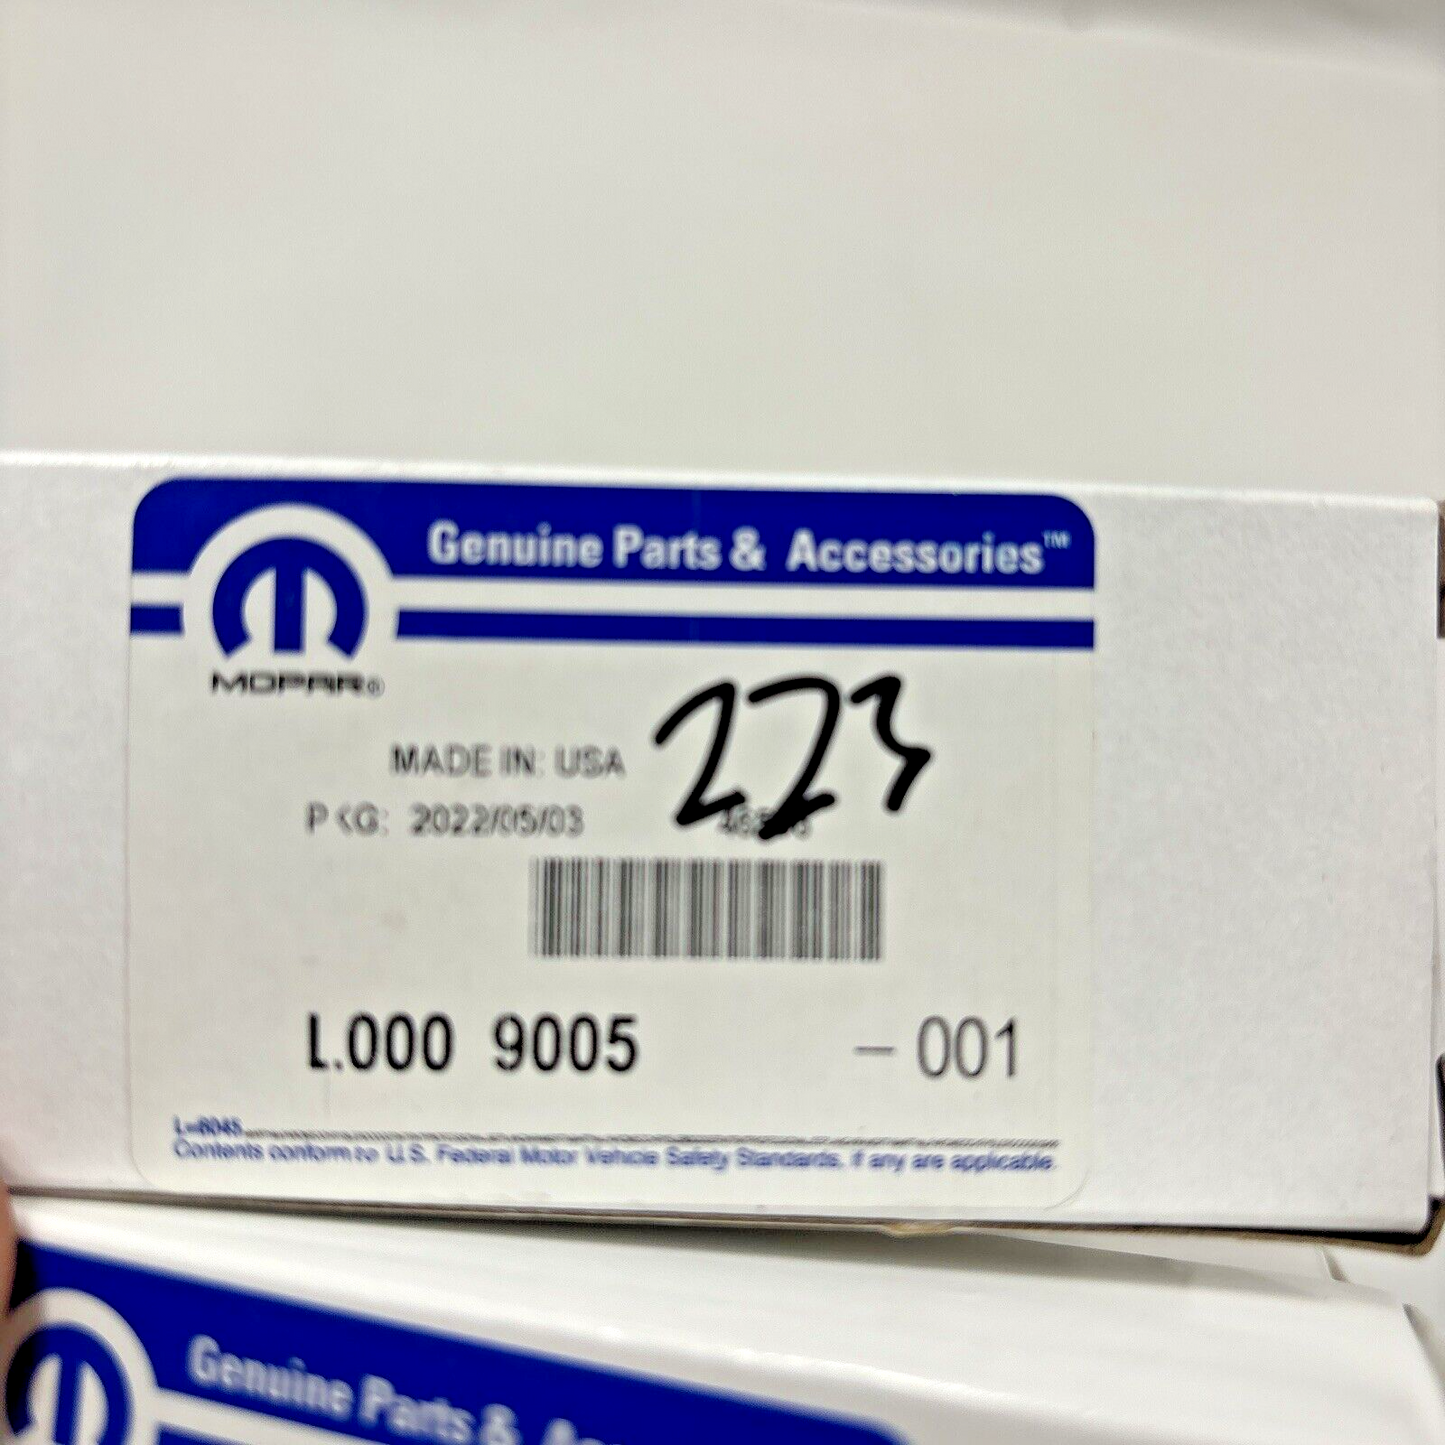 Genuine Parts & Accessories™
MOPAR®
223
MADE IN: USA
PKG: 2022/05/03
L.000 9005 – 001
L-8045
Contents conform to U.S. Federal Motor Vehicle Safety Standards, if any are applicable.
Genuine Parts &